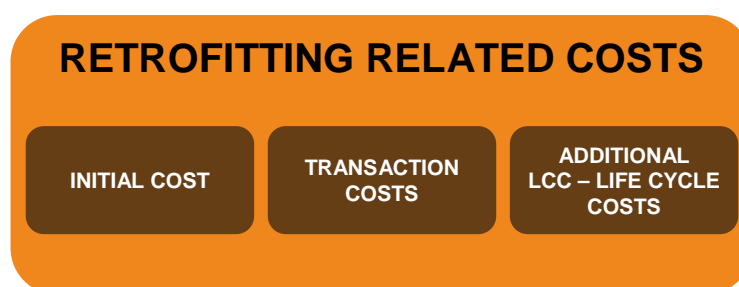 RETROFITTING RELATED COSTS
INITIAL COST
TRANSACTION
COSTS
ADDITIONAL
LCC – LIFE CYCLE
COSTS